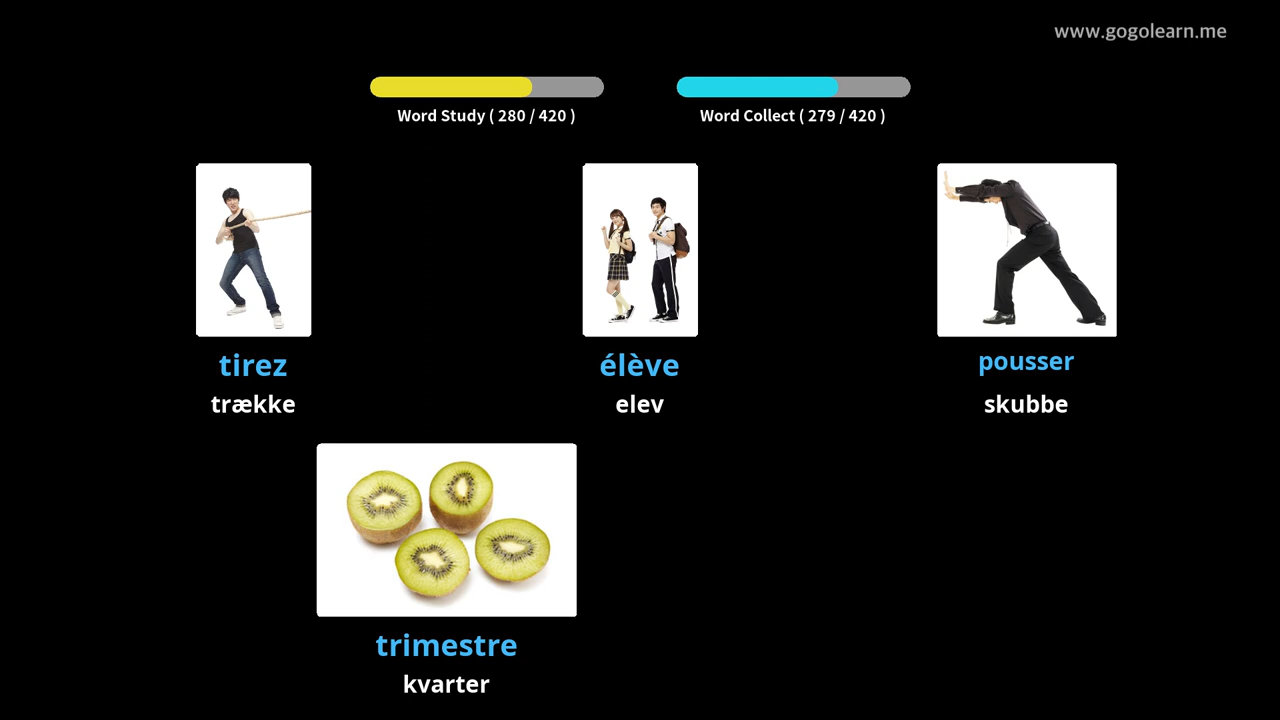 www.gogolearn.me
Word Study ( 280 / 420 )
Word Collect ( 279 / 420 )
tirez
trække
élève
elev
pousser
skubbe
trimestre
kvarter